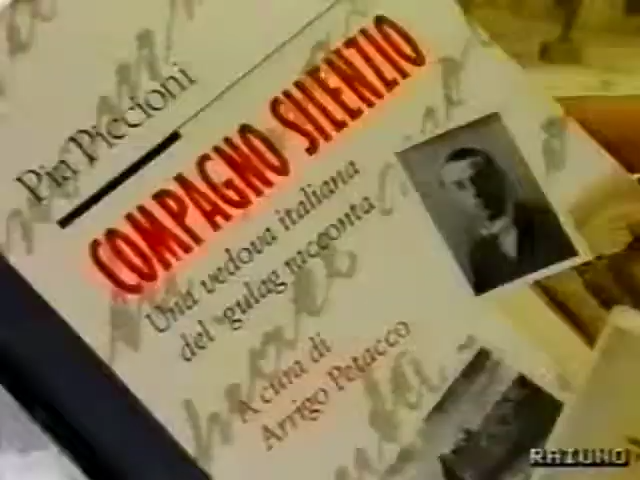 Pia Piccioni
COMPAGNO SILENZIO
Una vedova italiana
del gulag racconta
A cura di
Arrigo Petacco
RAIUNO